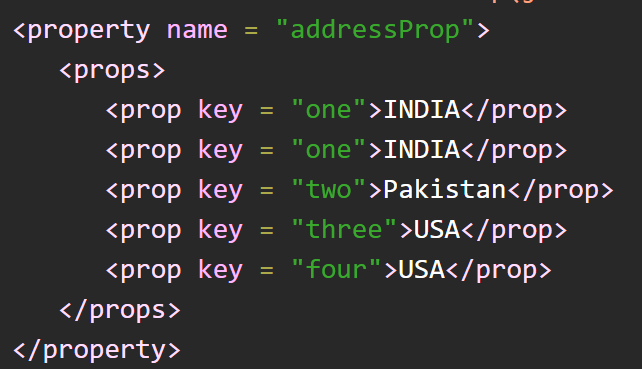 <property name = "addressProp">
<props>
<prop key = "one">INDIA</prop>
<prop key = "one">INDIA</prop>
<prop key = "two">Pakistan</prop>
<prop key = "three">USA</prop>
<prop key = "four">USA</prop>
</props>
</property>